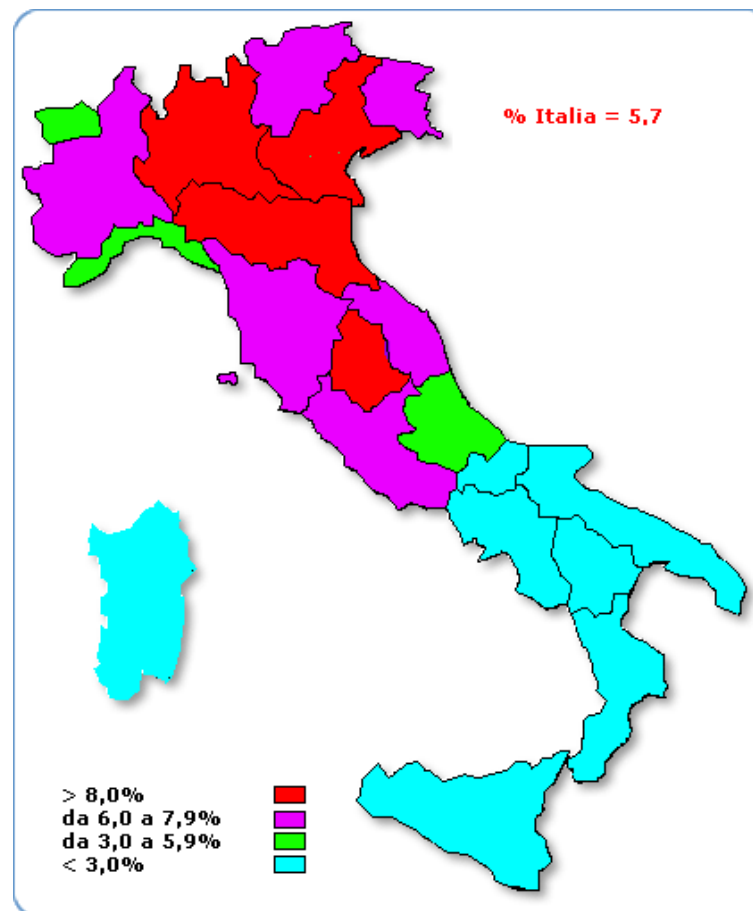 % Italia = 5,7
> 8,0%
da 6,0 a 7,9%
da 3,0 a 5,9%
< 3,0%